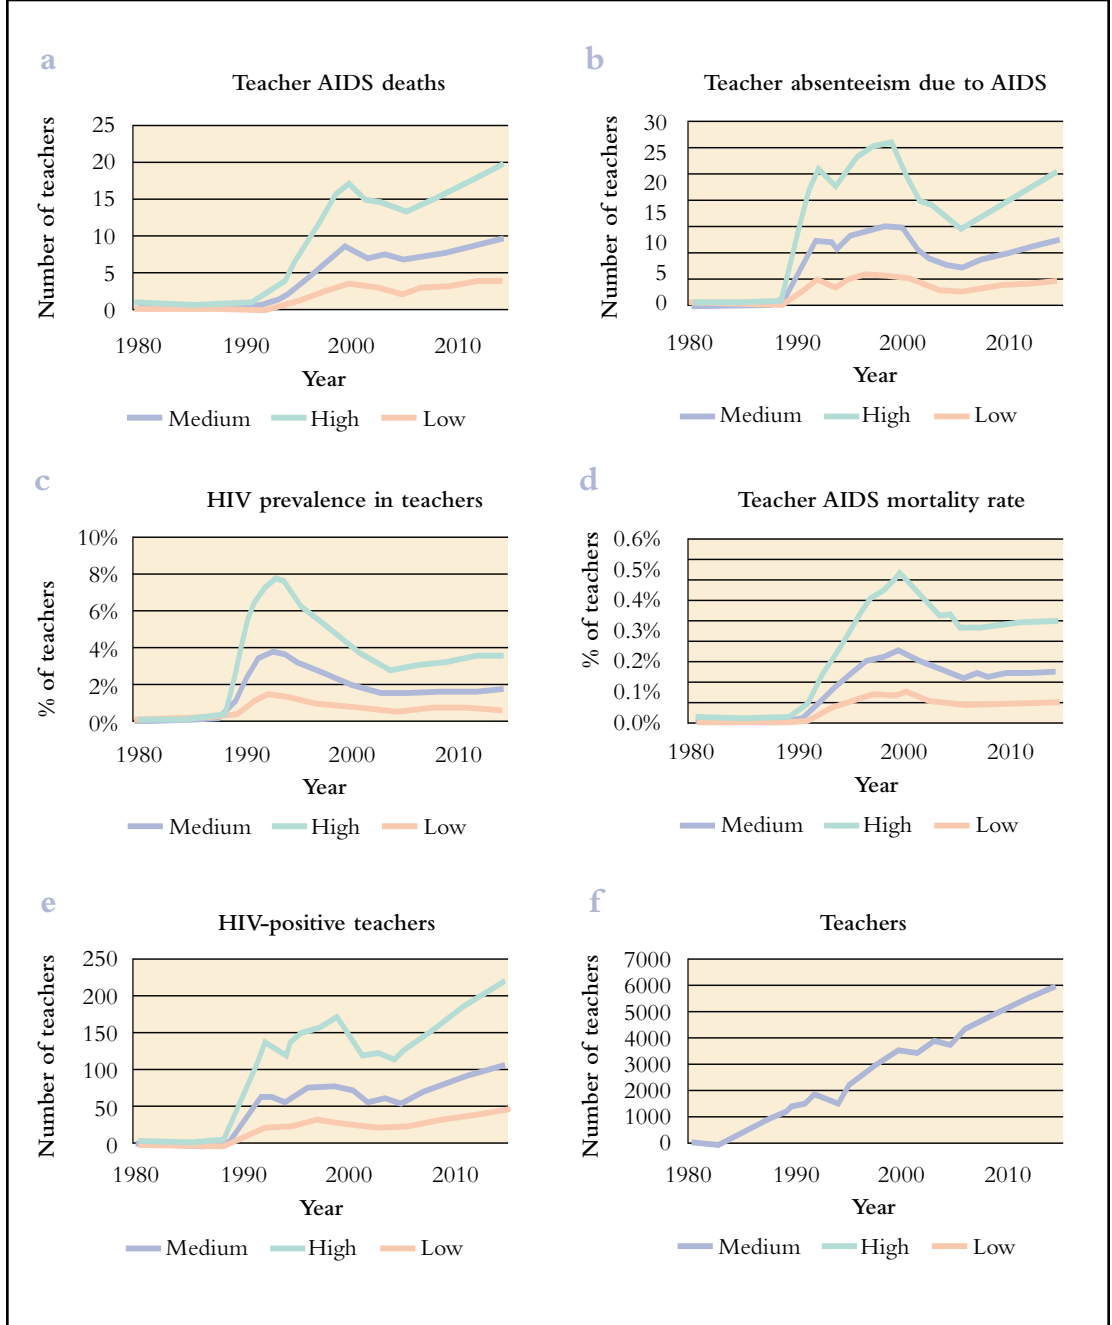 a
Teacher AIDS deaths
Number of teachers
25
20
15
10
5
0
1980 1990 2000 2010
Year
Medium High Low
b
Teacher absenteeism due to AIDS
Number of teachers
30
25
20
15
10
5
0
1980 1990 2000 2010
Year
Medium High Low
c
HIV prevalence in teachers
% of teachers
10%
8%
6%
4%
2%
0%
1980 1990 2000 2010
Year
Medium High Low
d
Teacher AIDS mortality rate
% of teachers
0.6%
0.5%
0.4%
0.3%
0.2%
0.1%
0.0%
1980 1990 2000 2010
Year
Medium High Low
e
HIV-positive teachers
Number of teachers
250
200
150
100
50
0
1980 1990 2000 2010
Year
Medium High Low
f
Teachers
Number of teachers
7000
6000
5000
4000
3000
2000
1000
0
1980 1990 2000 2010
Year
Medium High Low